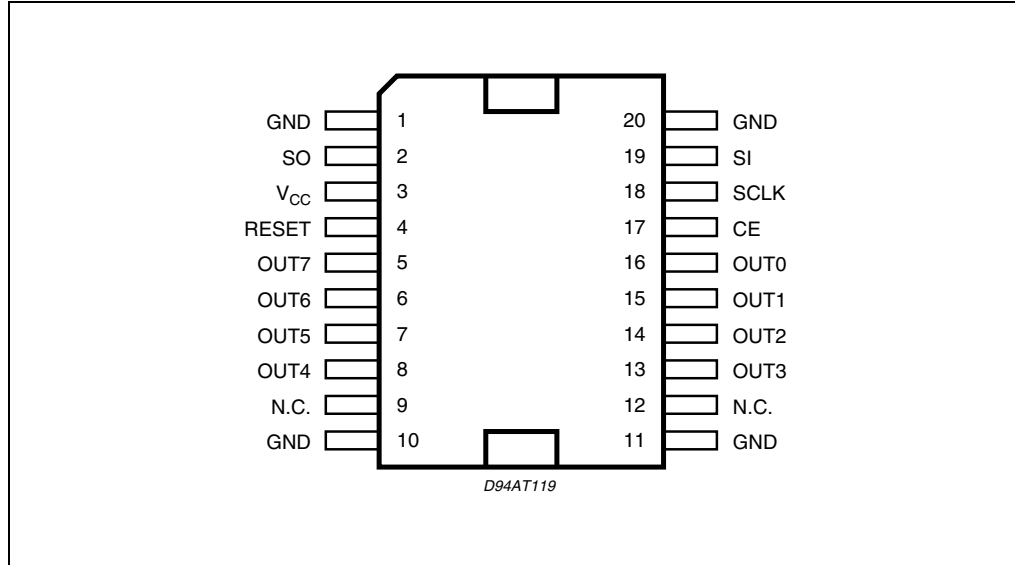 GND 1 20 GND
SO 2 19 SI
VCC 3 18 SCLK
RESET 4 17 CE
OUT7 5 16 OUT0
OUT6 6 15 OUT1
OUT5 7 14 OUT2
OUT4 8 13 OUT3
N.C. 9 12 N.C.
GND 10 11 GND
D94AT119